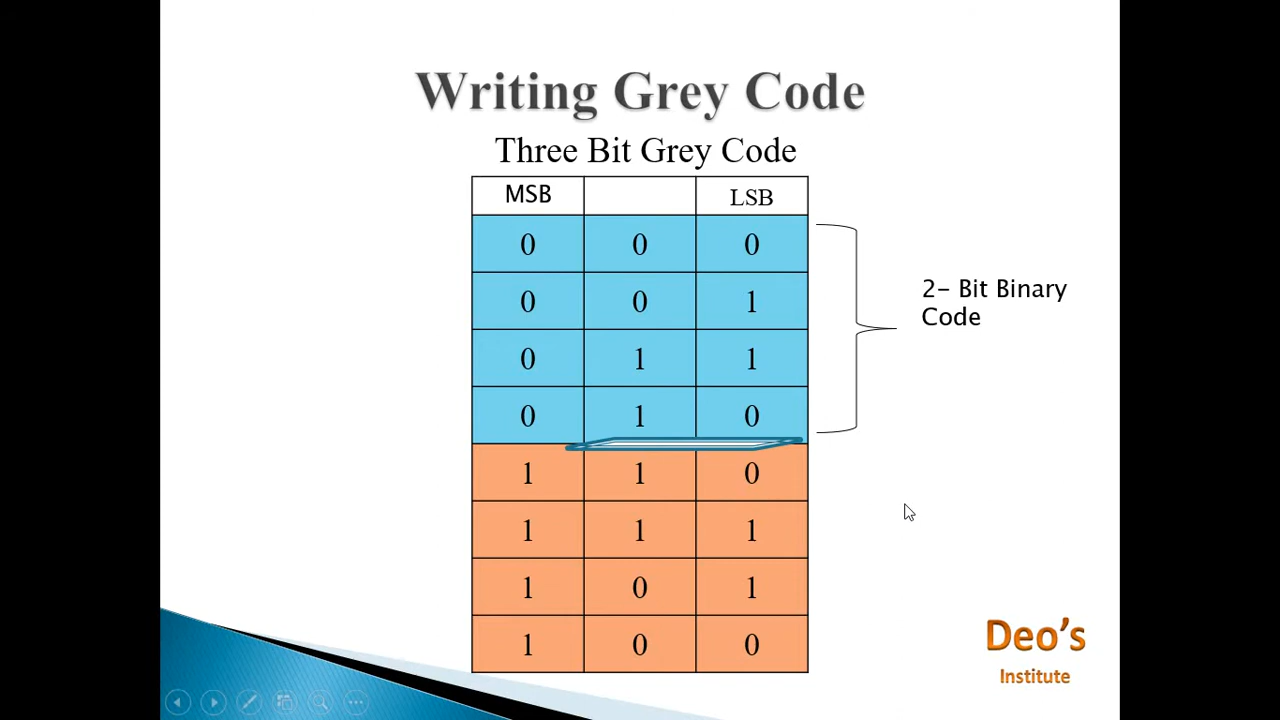 Writing Grey Code
Three Bit Grey Code
MSB LSB
0 0 0
0 0 1
0 1 1
0 1 0
1 1 0
1 1 1
1 0 1
1 0 0
2- Bit Binary
Code
Deo's
Institute